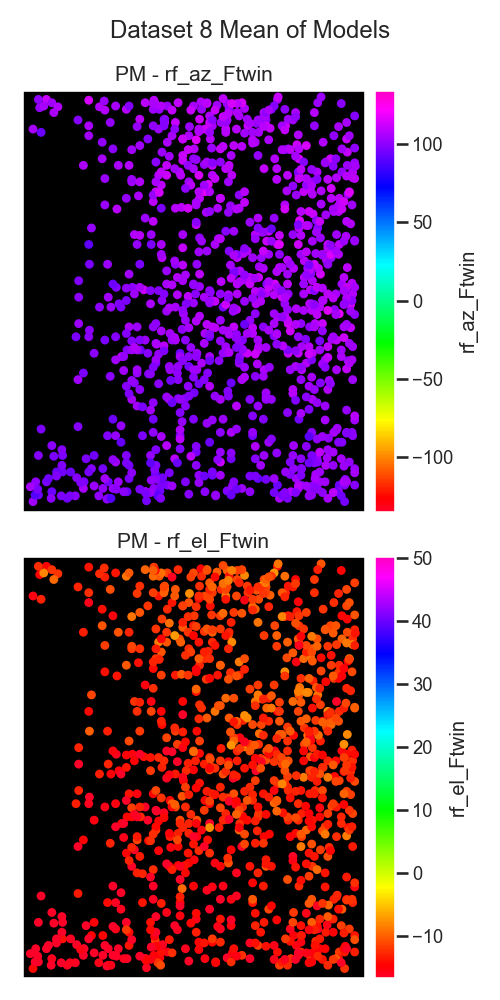 Dataset 8 Mean of Models
PM - rf_az_Ftwin
100
50
0
−50
−100
rf_az_Ftwin
PM - rf_el_Ftwin
50
40
30
20
10
0
−10
rf_el_Ftwin